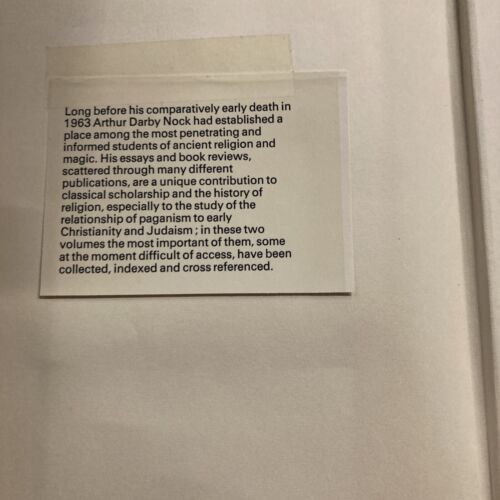 Long before his comparatively early death in
1963 Arthur Darby Nock had established a
place among the most penetrating and
informed students of ancient religion and
magic. His essays and book reviews,
scattered through many different
publications, are a unique contribution to
classical scholarship and the history of
religion, especially to the study of the
relationship of paganism to early
Christianity and Judaism ; in these two
volumes the most important of them, some
at the moment difficult of access, have been
collected, indexed and cross referenced.